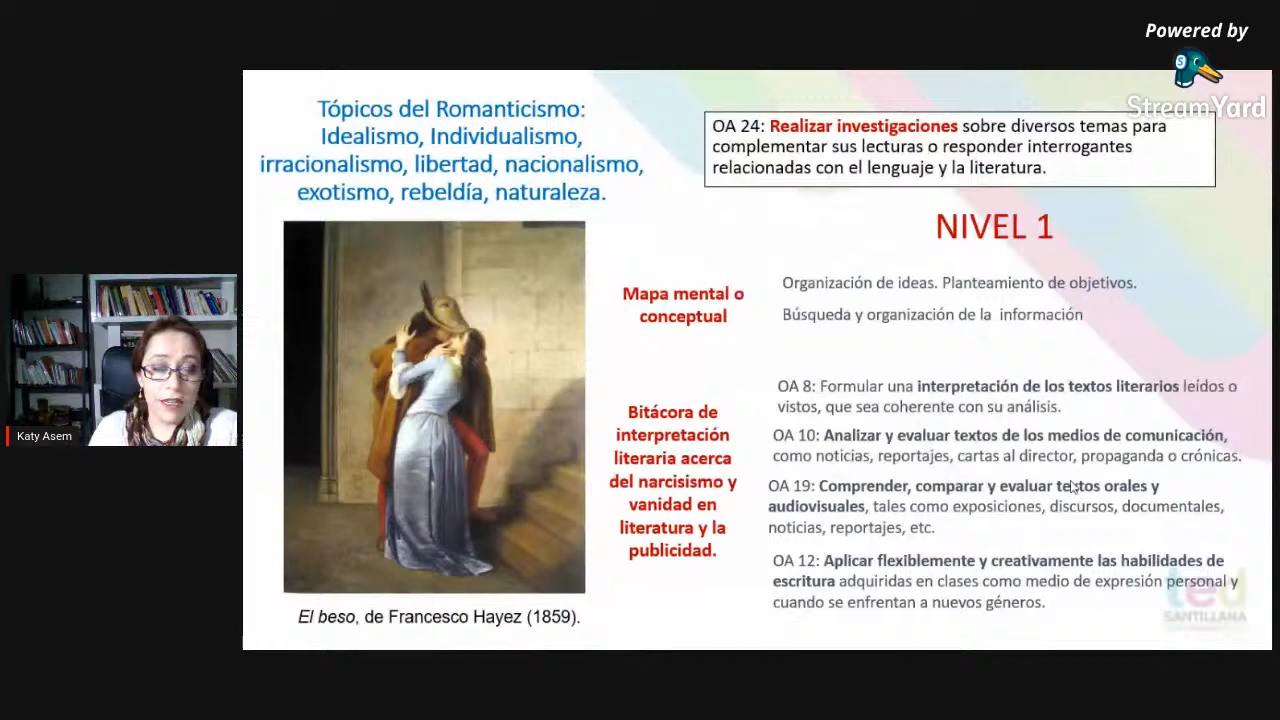 Powered by
StreamYard
Tópicos del Romanticismo:
Idealismo, Individualismo,
irracionalismo, libertad, nacionalismo,
exotismo, rebeldía, naturaleza.
OA 24: Realizar investigaciones sobre diversos temas para
complementar sus lecturas o responder interrogantes
relacionadas con el lenguaje y la literatura.
NIVEL 1
Mapa mental o
conceptual
Organización de ideas. Planteamiento de objetivos.
Búsqueda y organización de la información
Bitácora de
interpretación
literaria acerca
del narcisismo y
vanidad en
literatura y la
publicidad.
OA 8: Formular una interpretación de los textos literarios leídos o
vistos, que sea coherente con su análisis.
OA 10: Analizar y evaluar textos de los medios de comunicación,
como noticias, reportajes, cartas al director, propaganda o crónicas.
OA 19: Comprender, comparar y evaluar textos orales y
audiovisuales, tales como exposiciones, discursos, documentales,
noticias, reportajes, etc.
OA 12: Aplicar flexiblemente y creativamente las habilidades de
escritura adquiridas en clases como medio de expresión personal y
cuando se enfrentan a nuevos géneros.
El beso, de Francesco Hayez (1859).
Katy Asem
ted
SANTILLANA